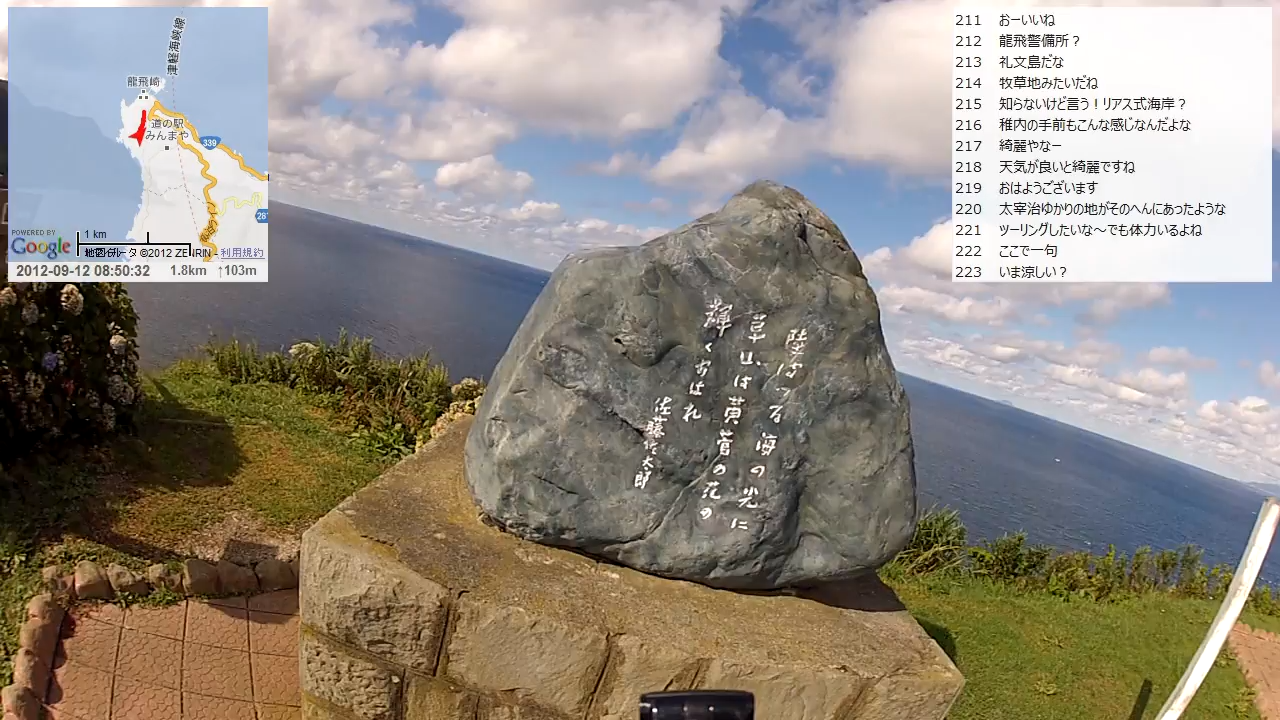 津軽海峡線
龍飛崎
道の駅
みんまや
339
POWERED BY
Google
1 km
地図データ ©2012 ZENRIN - 利用規約
2012-09-12 08:50:32 1.8km ↑103m
211 おーいいね
212 龍飛警備所？
213 礼文島だな
214 牧草地みたいだね
215 知らないけど言う！リアス式海岸？
216 稚内の手前もこんな感じなんだよな
217 綺麗やなー
218 天気が良いと綺麗ですね
219 おはようございます
220 太宰治ゆかりの地がそのへんにあったような
221 ツーリングしたいな〜でも体力いるよね
222 ここで一句
223 いま涼しい？
陸はつる海の光に
草山は黄菅の花の
輝くあはれ
佐藤佐太郎